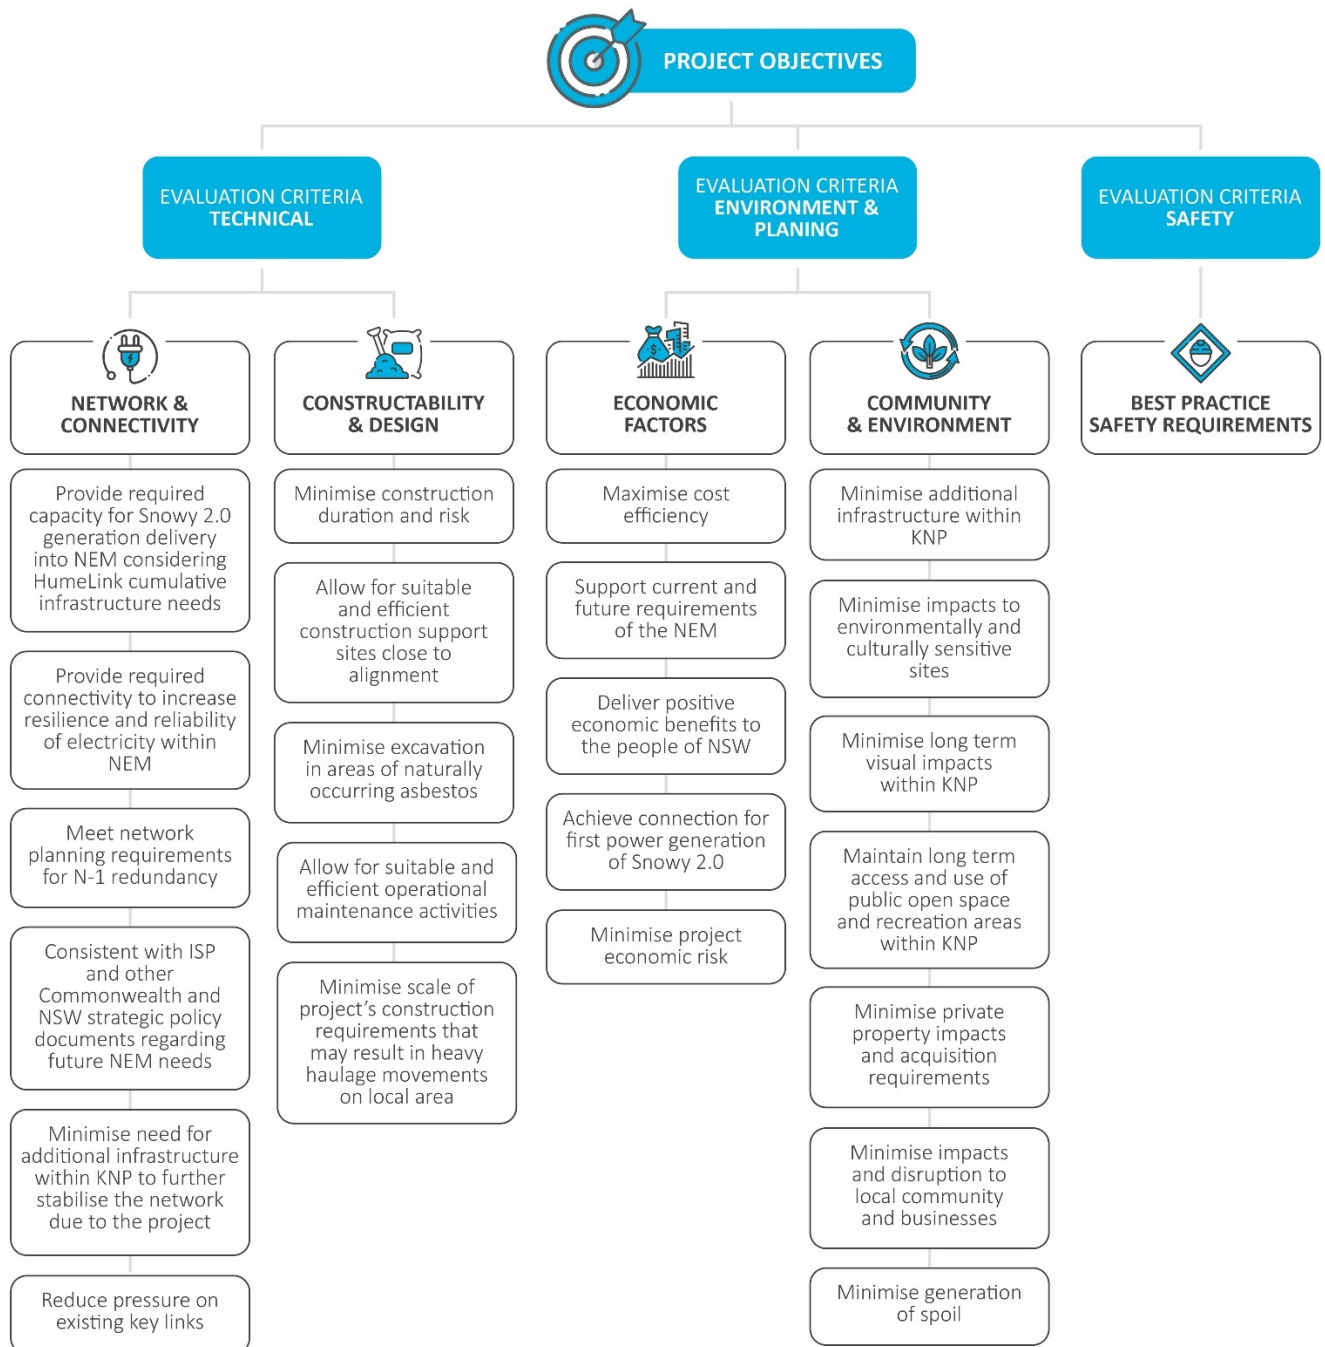 PROJECT OBJECTIVES
EVALUATION CRITERIA
TECHNICAL
EVALUATION CRITERIA
ENVIRONMENT &
PLANING
EVALUATION CRITERIA
SAFETY
NETWORK &
CONNECTIVITY
Provide required
capacity for Snowy 2.0
generation delivery
into NEM considering
HumeLink cumulative
infrastructure needs
Provide required
connectivity to increase
resilience and reliability
of electricity within
NEM
Meet network
planning requirements
for N-1 redundancy
Consistent with ISP
and other
Commonwealth and
NSW strategic policy
documents regarding
future NEM needs
Minimise need for
additional infrastructure
within KNP to further
stabilise the network
due to the project
Reduce pressure on
existing key links
CONSTRUCTABILITY
& DESIGN
Minimise construction
duration and risk
Allow for suitable
and efficient
construction support
sites close to
alignment
Minimise excavation
in areas of naturally
occurring asbestos
Allow for suitable and
efficient operational
maintenance activities
Minimise scale of
project’s construction
requirements that
may result in heavy
haulage movements
on local area
$
ECONOMIC
FACTORS
Maximise cost
efficiency
Support current and
future requirements
of the NEM
Deliver positive
economic benefits to
the people of NSW
Achieve connection for
first power generation
of Snowy 2.0
Minimise project
economic risk
COMMUNITY
& ENVIRONMENT
Minimise additional
infrastructure within
KNP
Minimise impacts to
environmentally and
culturally sensitive
sites
Minimise long term
visual impacts
within KNP
Maintain long term
access and use of
public open space
and recreation areas
within KNP
Minimise private
property impacts
and acquisition
requirements
Minimise impacts
and disruption to
local community
and businesses
Minimise generation
of spoil
BEST PRACTICE
SAFETY REQUIREMENTS